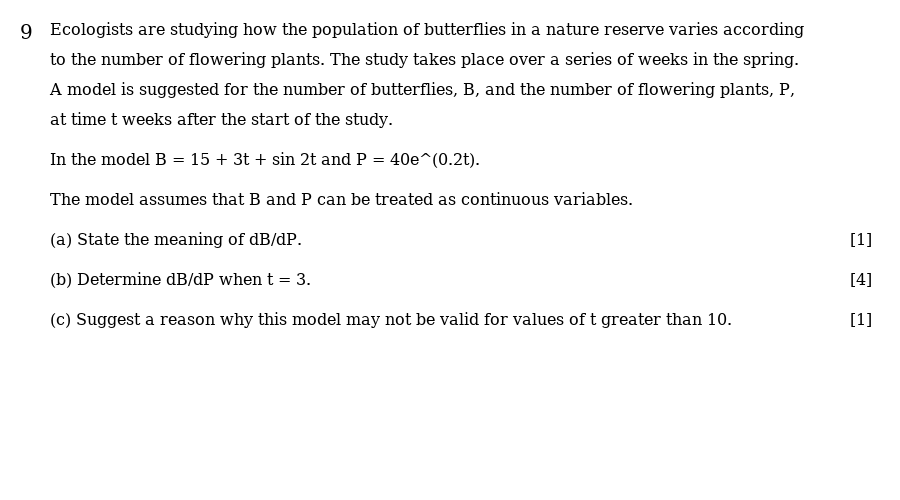 9 Ecologists are studying how the population of butterflies in a nature reserve varies according
to the number of flowering plants. The study takes place over a series of weeks in the spring.
A model is suggested for the number of butterflies, B, and the number of flowering plants, P,
at time t weeks after the start of the study.
In the model B = 15 + 3t + sin 2t and P = 40e^(0.2t).
The model assumes that B and P can be treated as continuous variables.
(a) State the meaning of dB/dP. [1]
(b) Determine dB/dP when t = 3. [4]
(c) Suggest a reason why this model may not be valid for values of t greater than 10. [1]